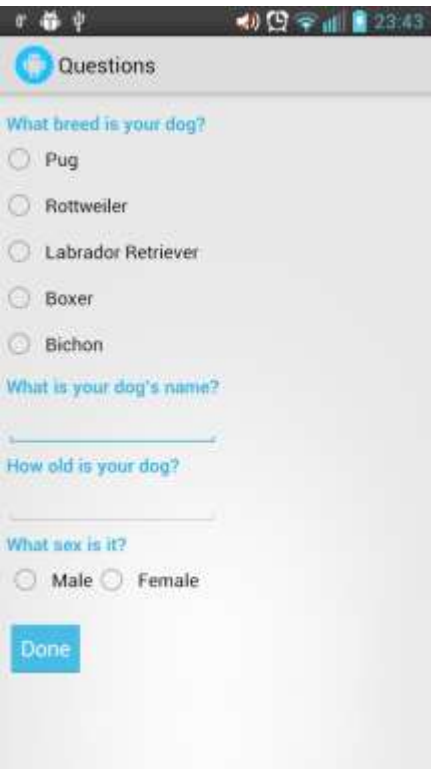 23:43
Questions
What breed is your dog?
Pug
Rottweiler
Labrador Retriever
Boxer
Bichon
What is your dog's name?
How old is your dog?
What sex is it?
Male Female
Done